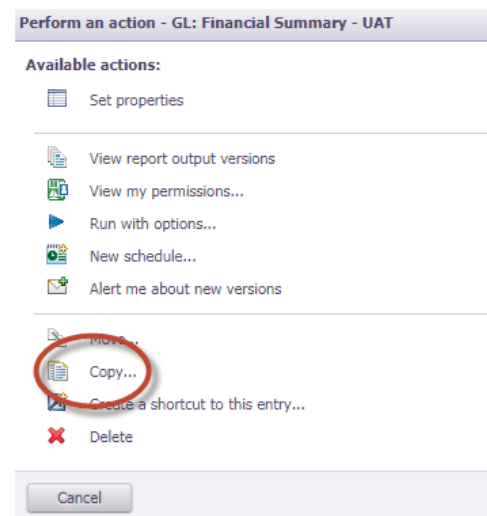 Perform an action - GL: Financial Summary - UAT
Available actions:
Set properties
View report output versions
View my permissions...
Run with options...
New schedule...
Alert me about new versions
Move...
Copy...
Create a shortcut to this entry...
Delete
Cancel